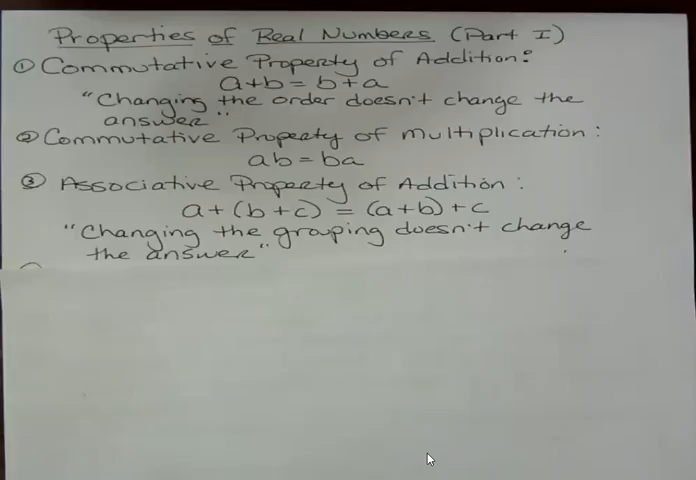 Properties of Real Numbers (Part I)
① Commutative Property of Addition:
a+b = b+a
"Changing the order doesn't change the
answer"
② Commutative Property of multiplication:
ab = ba
③ Associative Property of Addition:
a+(b+c) = (a+b)+c
"Changing the grouping doesn't change
the answer"